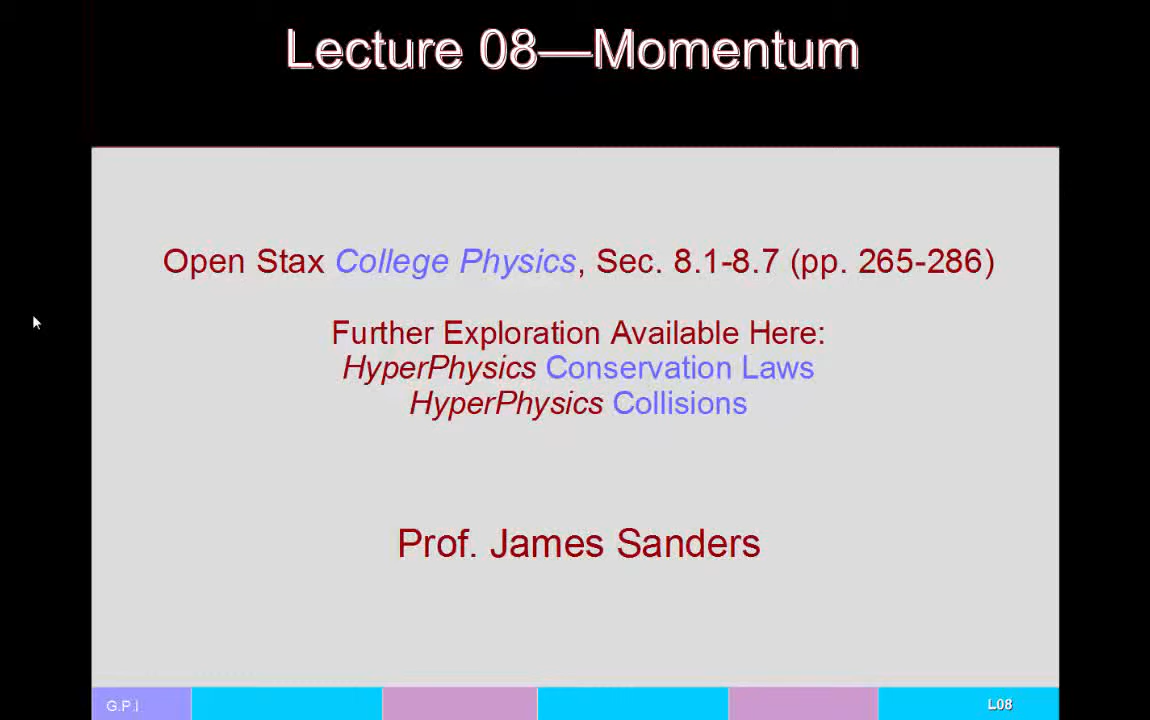 Lecture 08—Momentum
Open Stax College Physics, Sec. 8.1-8.7 (pp. 265-286)
Further Exploration Available Here:
HyperPhysics Conservation Laws
HyperPhysics Collisions
Prof. James Sanders
G.P.I
L08